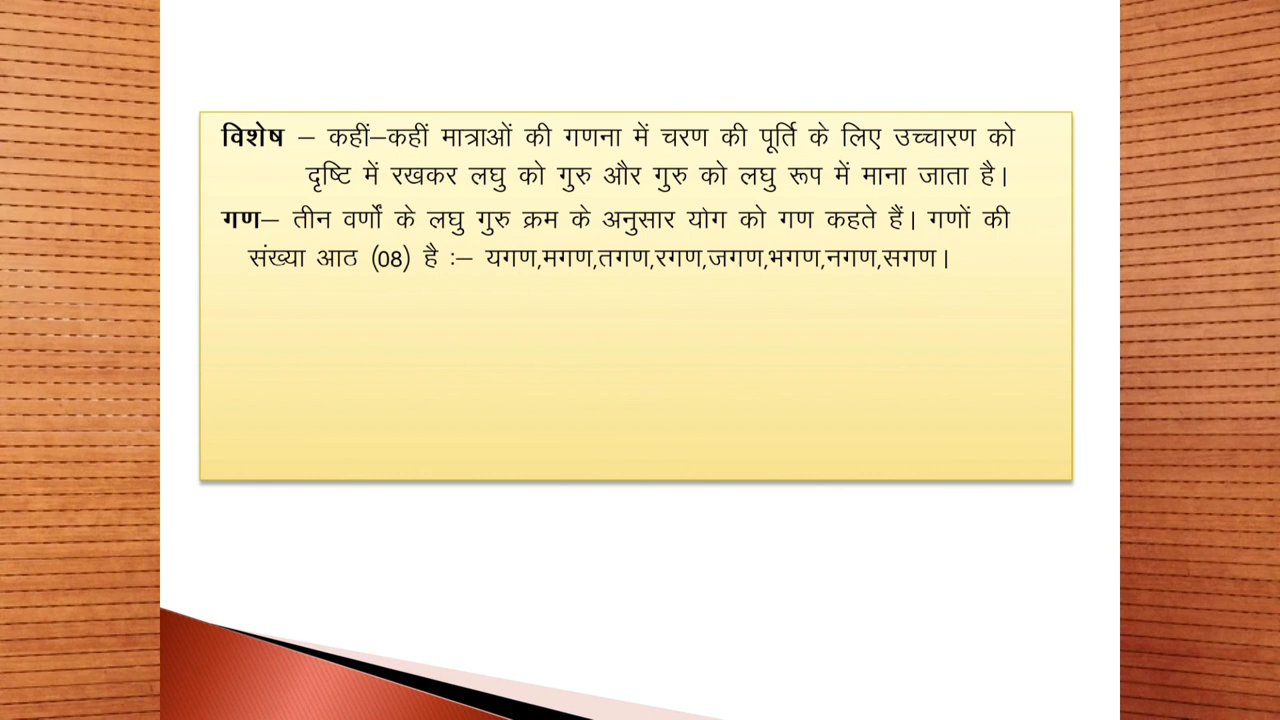 विशेष – कहीं–कहीं मात्राओं की गणना में चरण की पूर्ति के लिए उच्चारण को
दृष्टि में रखकर लघु को गुरु और गुरु को लघु रूप में माना जाता है।
गण– तीन वर्णों के लघु गुरु क्रम के अनुसार योग को गण कहते हैं। गणों की
संख्या आठ (08) है :– यगण,मगण,तगण,रगण,जगण,भगण,नगण,सगण।